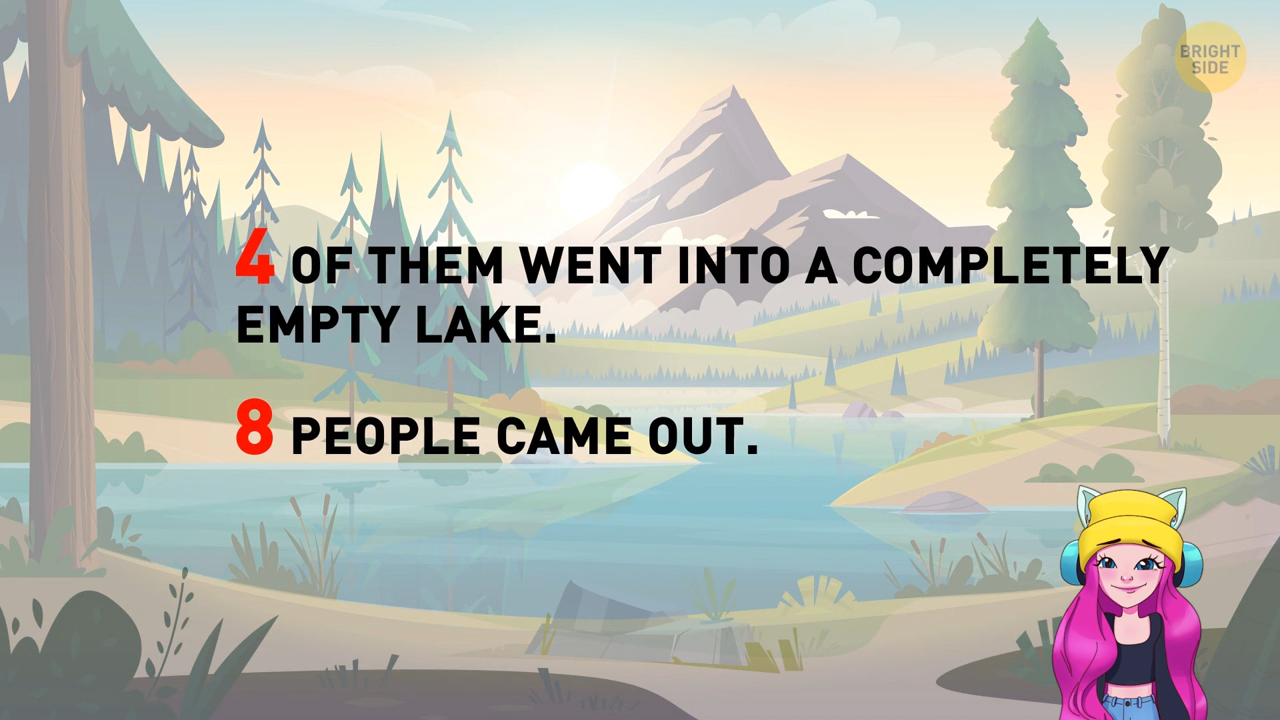 BRIGHT
SIDE
4 OF THEM WENT INTO A COMPLETELY
EMPTY LAKE.
8 PEOPLE CAME OUT.